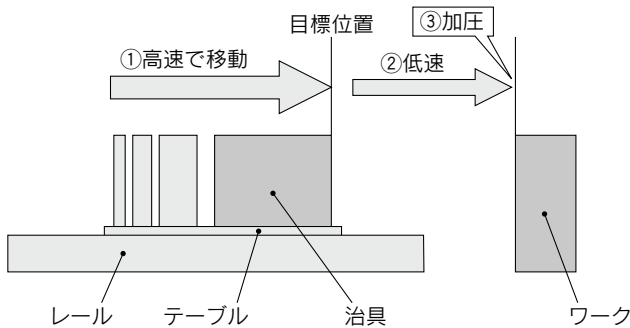 目標位置
③加圧
①高速で移動
②低速
レール
テーブル
治具
ワーク